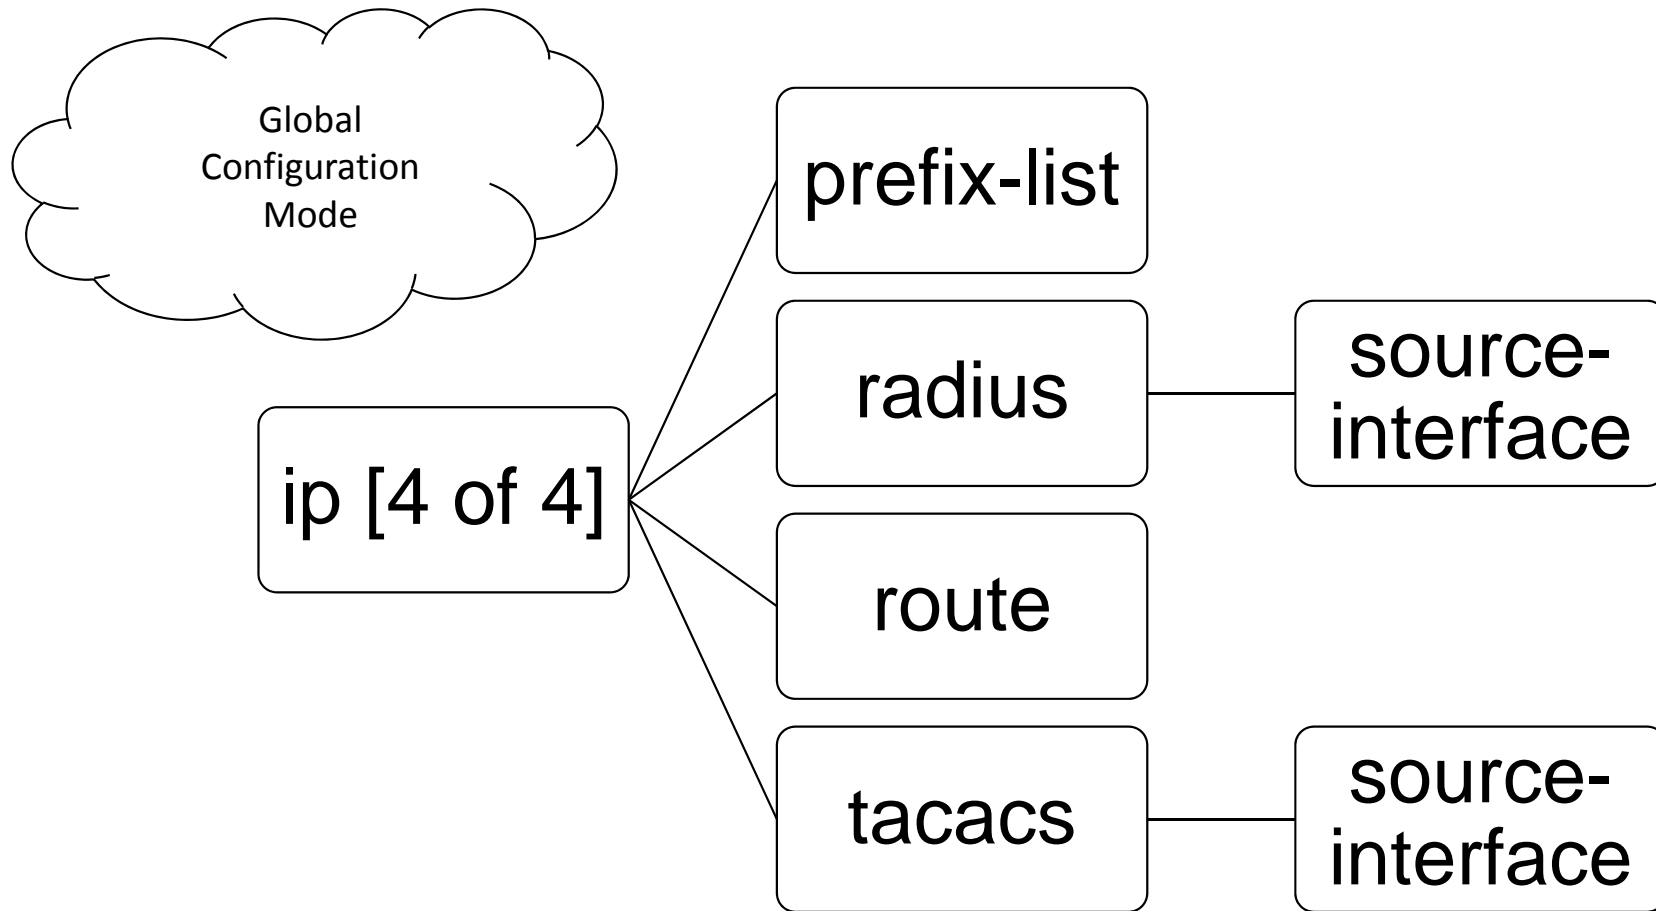 Global
Configuration
Mode
prefix-list
radius
source-
interface
ip [4 of 4]
route
tacacs
source-
interface